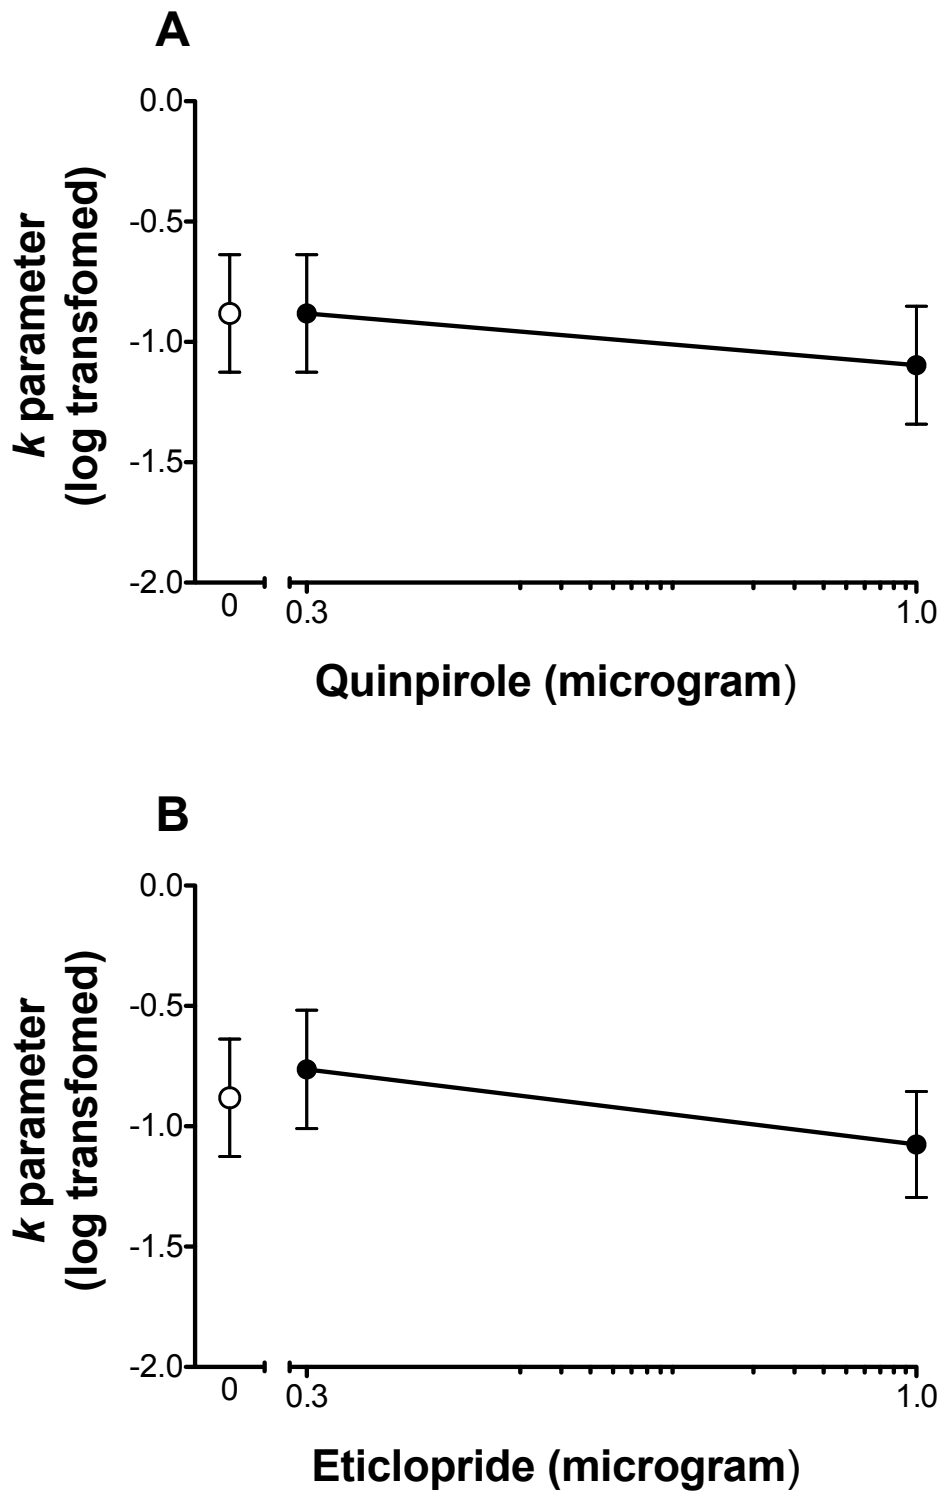 A
0.0
-0.5
-1.0
-1.5
-2.0
k parameter
(log transfomed)
0
0.3
1.0
Quinpirole (microgram)
B
0.0
-0.5
-1.0
-1.5
-2.0
k parameter
(log transfomed)
0
0.3
1.0
Eticlopride (microgram)